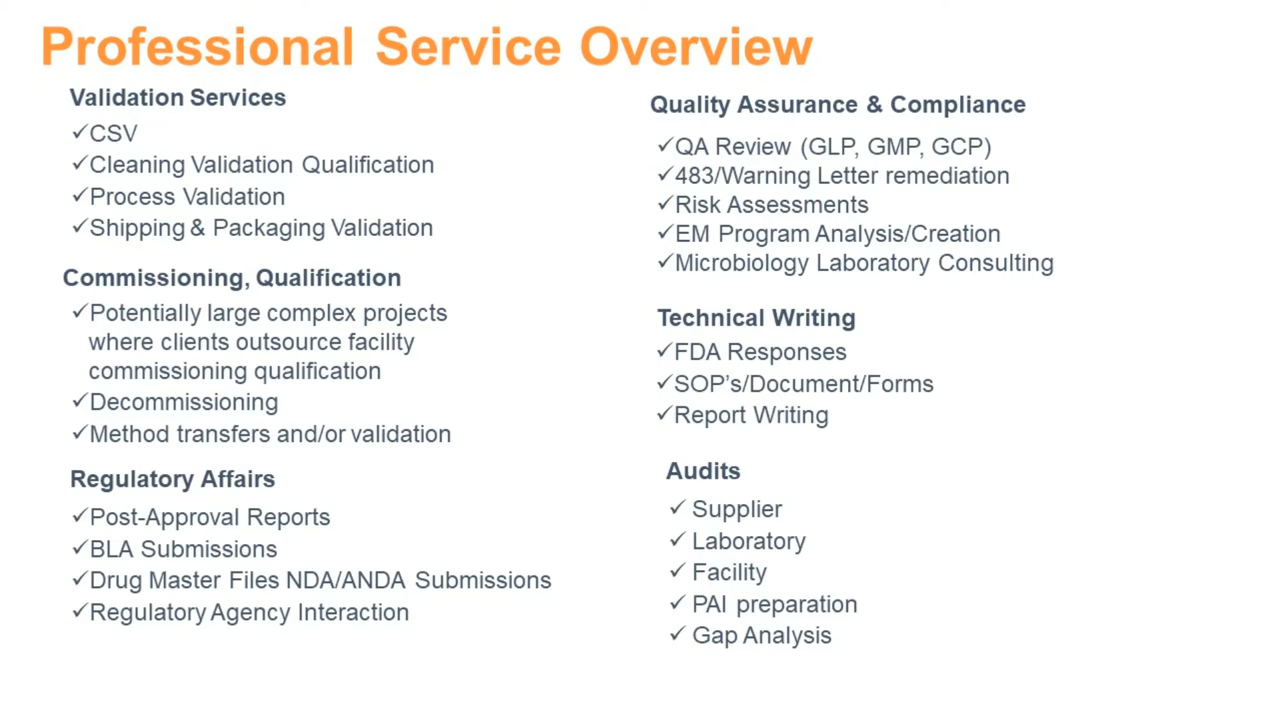 Professional Service Overview
Validation Services
✓CSV
✓Cleaning Validation Qualification
✓Process Validation
✓Shipping & Packaging Validation
Commissioning, Qualification
✓Potentially large complex projects
where clients outsource facility
commissioning qualification
✓Decommissioning
✓Method transfers and/or validation
Regulatory Affairs
✓Post-Approval Reports
✓BLA Submissions
✓Drug Master Files NDA/ANDA Submissions
✓Regulatory Agency Interaction
Quality Assurance & Compliance
✓QA Review (GLP, GMP, GCP)
✓483/Warning Letter remediation
✓Risk Assessments
✓EM Program Analysis/Creation
✓Microbiology Laboratory Consulting
Technical Writing
✓FDA Responses
✓SOP’s/Document/Forms
✓Report Writing
Audits
✓ Supplier
✓ Laboratory
✓ Facility
✓ PAI preparation
✓ Gap Analysis